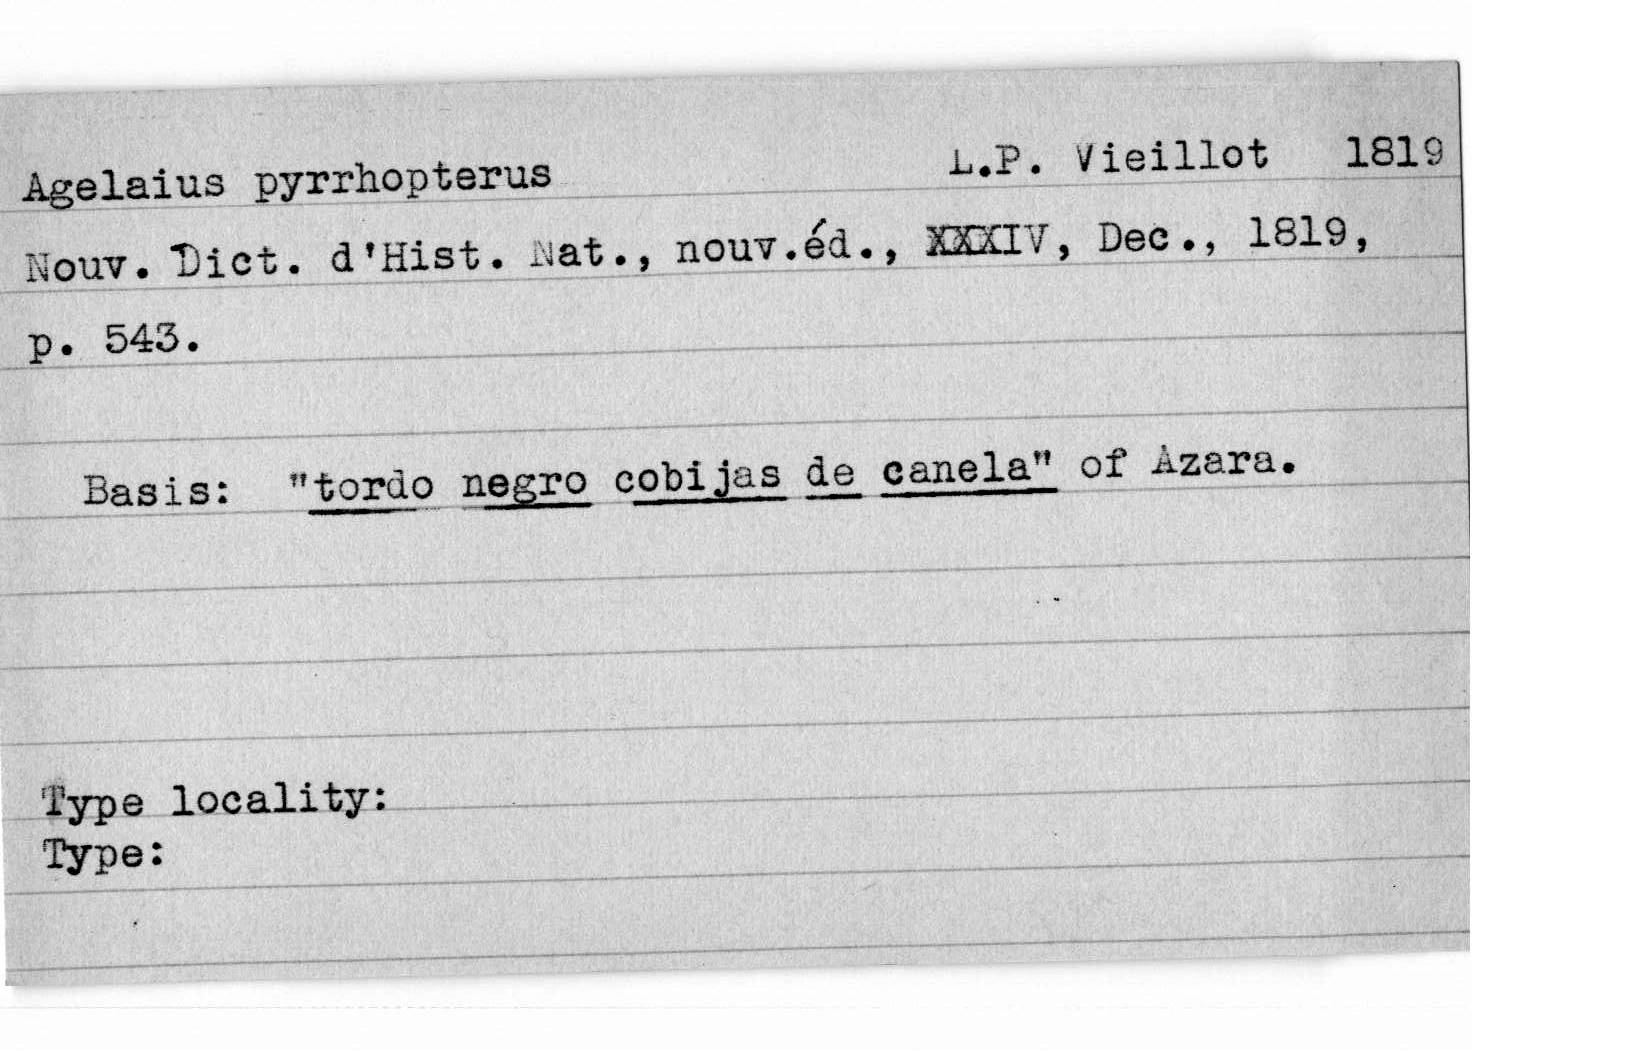 Agelaius pyrrhopterus L.P. Vieillot 1819
Nouv. Dict. d'Hist. Nat., nouv.éd., XXXIV, Dec., 1819,
p. 543.
Basis: "tordo negro cobijas de canela" of Azara.
Type locality:
Type: